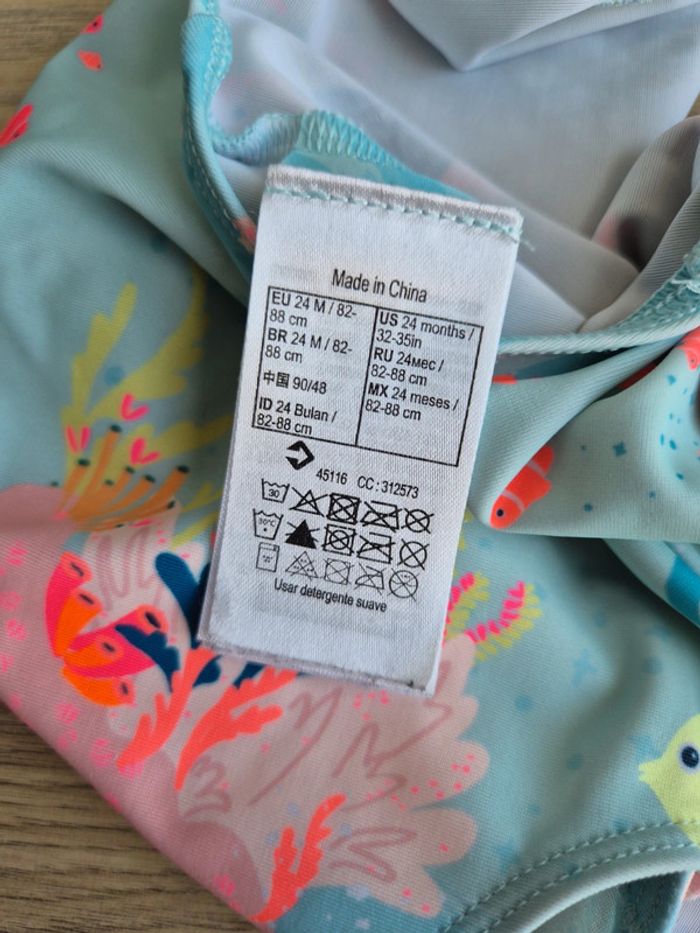 Made in China
EU 24 M / 82-
88 cm
BR 24 M / 82-
88 cm
中国 90/48
ID 24 Bulan /
82-88 cm
US 24 months /
32-35in
RU 24мес /
82-88 cm
MX 24 meses /
82-88 cm
45116 CC : 312573
30
30°C
Usar detergente suave